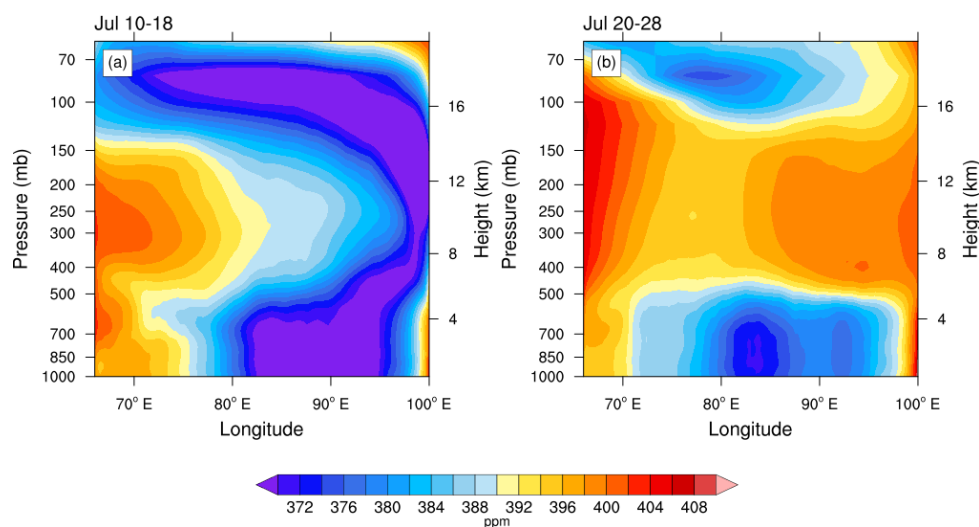 Jul 10-18
(a)
Pressure (mb)
70
100
150
200
250
300
400
500
700
850
1000
Height (km)
16
12
8
4
70° E 80° E 90° E 100° E
Longitude
Jul 20-28
(b)
Pressure (mb)
70
100
150
200
250
300
400
500
700
850
1000
Height (km)
16
12
8
4
70° E 80° E 90° E 100° E
Longitude
372 376 380 384 388 392 396 400 404 408
ppm